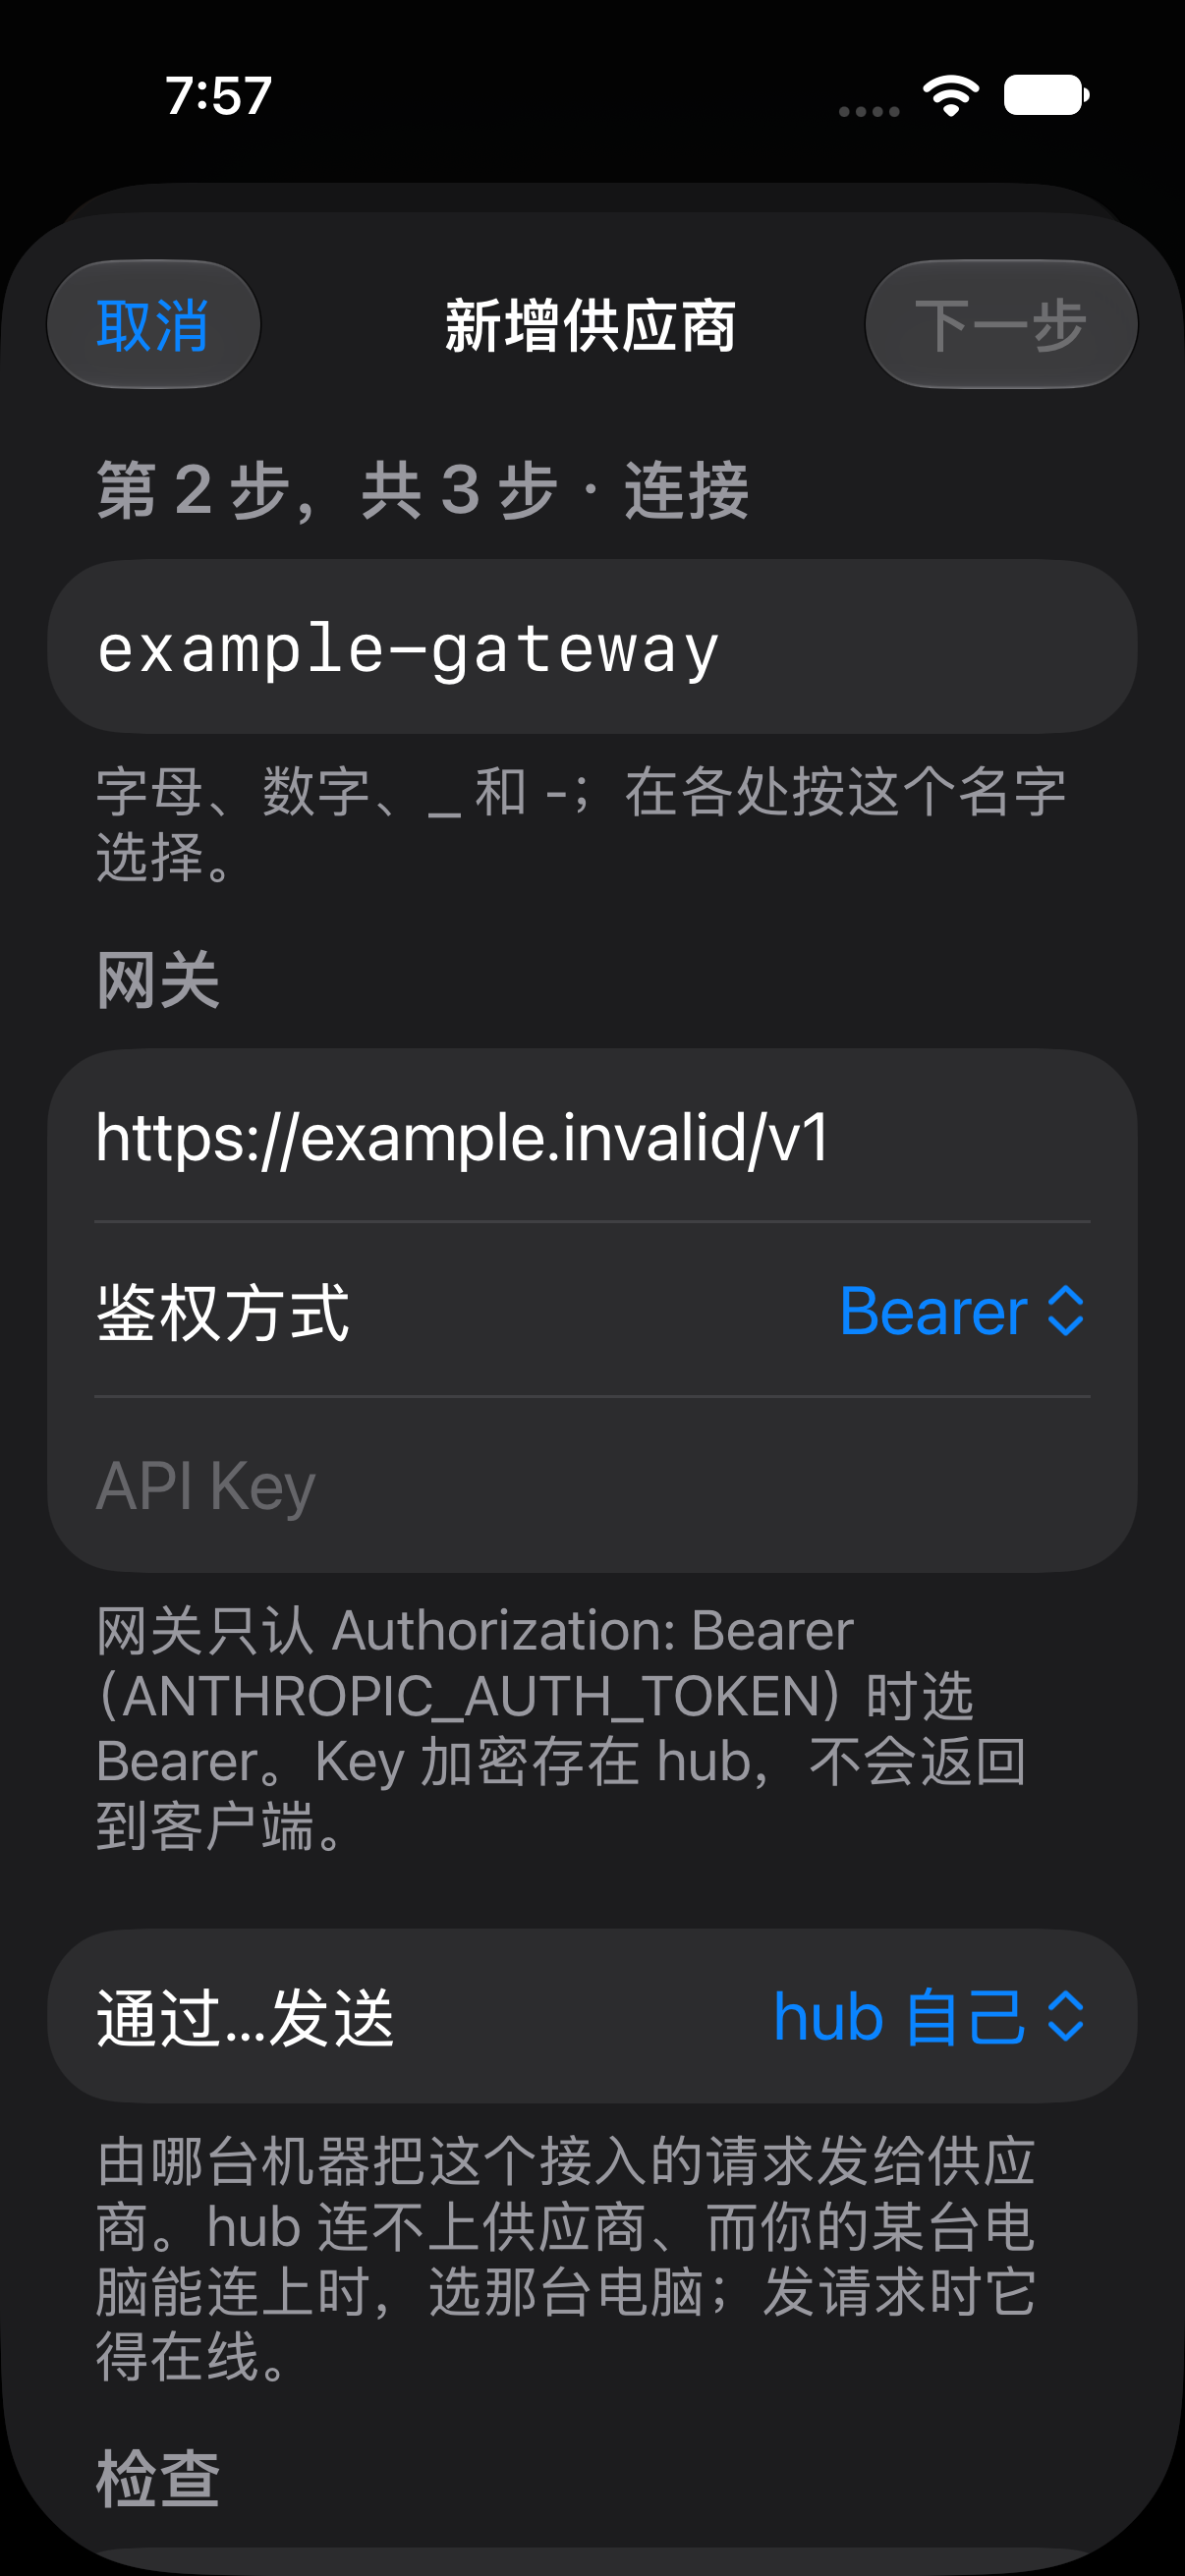 7:57
取消
新增供应商
下一步
第 2 步，共 3 步 · 连接
example-gateway
字母、数字、_ 和 -；在各处按这个名字
选择。
网关
https://example.invalid/v1
鉴权方式
Bearer
API Key
网关只认 Authorization: Bearer
（ANTHROPIC_AUTH_TOKEN）时选
Bearer。Key 加密存在 hub，不会返回
到客户端。
通过...发送
hub 自己
由哪台机器把这个接入的请求发给供应
商。hub 连不上供应商、而你的某台电
脑能连上时，选那台电脑；发请求时它
得在线。
检查